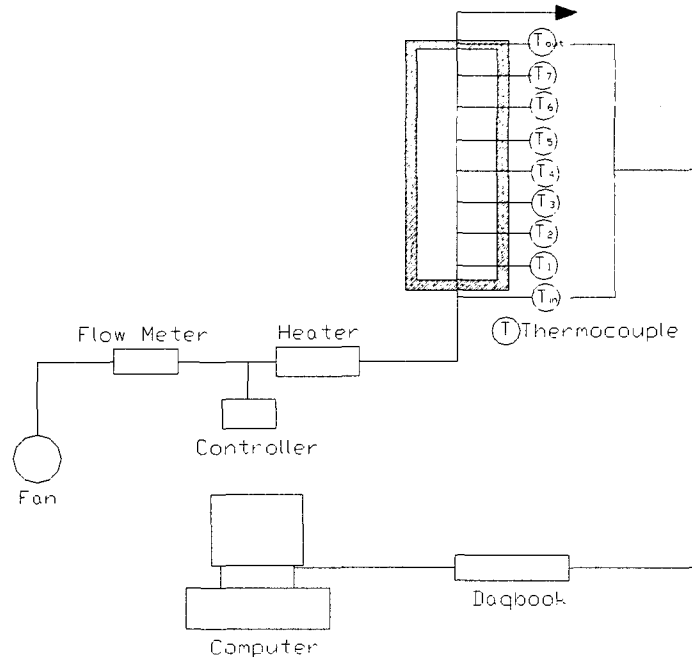 Tout
T7
T6
T5
T4
T3
T2
T1
Tin
T Thermocouple
Flow Meter
Heater
Controller
Fan
Daqbook
Computer